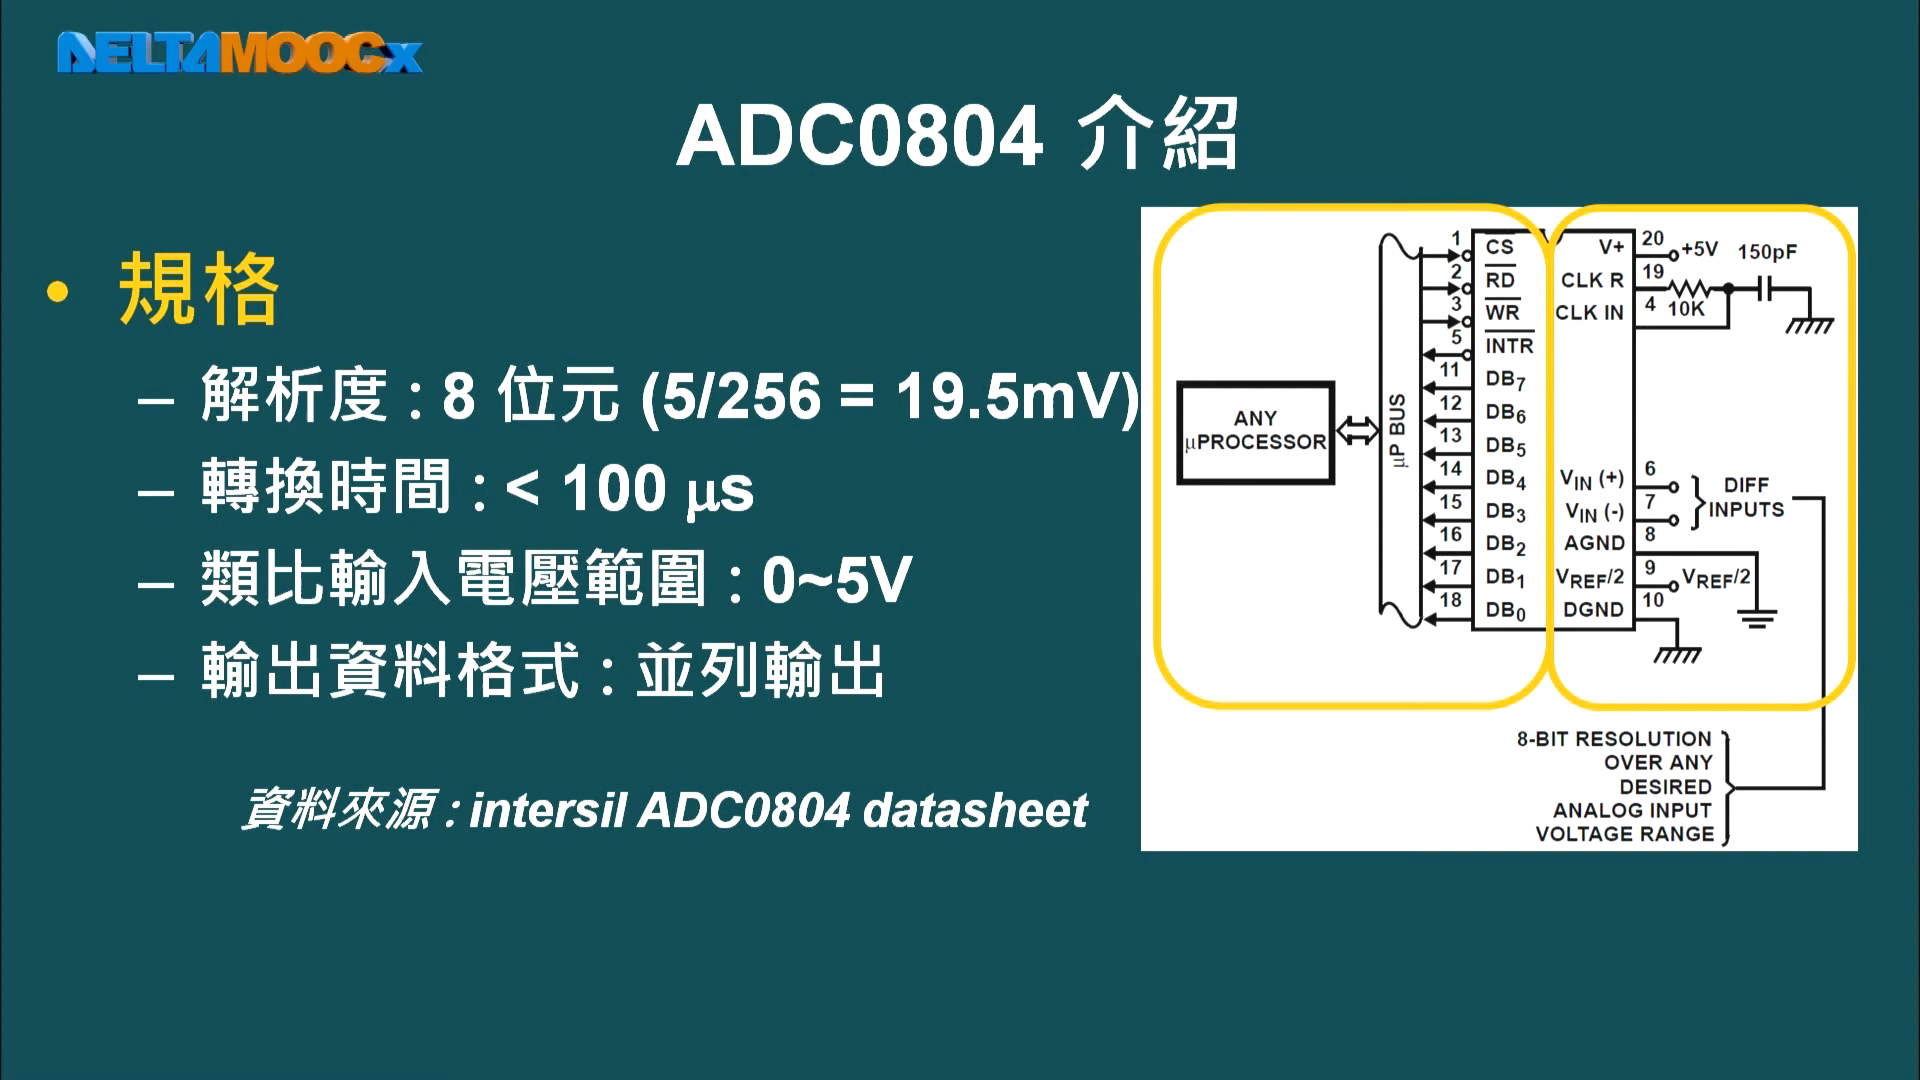 DELTAMOOCx
ADC0804 介紹
• 規格
– 解析度 : 8 位元 (5/256 = 19.5mV)
– 轉換時間 : < 100 μs
– 類比輸入電壓範圍 : 0~5V
– 輸出資料格式 : 並列輸出
資料來源 : intersil ADC0804 datasheet
ANY
μPROCESSOR
μP BUS
1 CS
2 RD
3 WR
5 INTR
11 DB7
12 DB6
13 DB5
14 DB4
15 DB3
16 DB2
17 DB1
18 DB0
V+ 20 +5V 150pF
CLK R 19
CLK IN 4 10K
VIN (+) 6
VIN (-) 7
DIFF
INPUTS
AGND 8
VREF/2 9 VREF/2
DGND 10
8-BIT RESOLUTION
OVER ANY
DESIRED
ANALOG INPUT
VOLTAGE RANGE